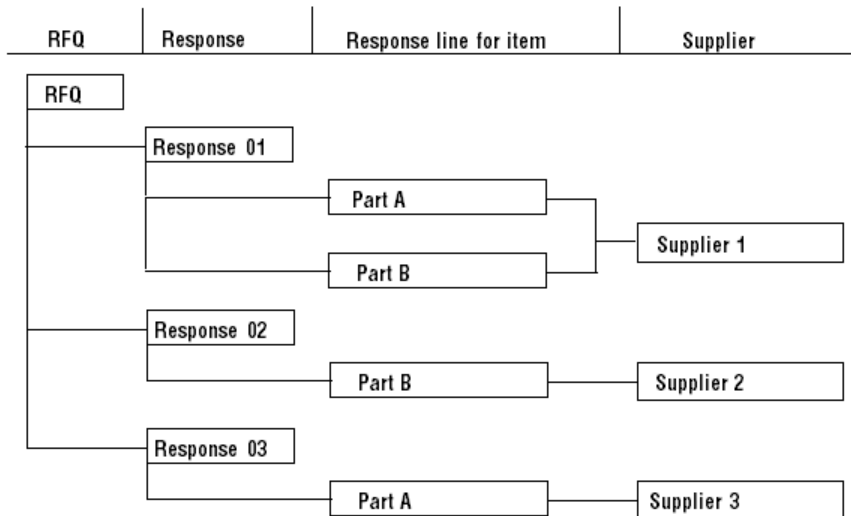 RFQ Response Response line for item Supplier
RFQ
Response 01
Part A
Supplier 1
Part B
Response 02
Part B Supplier 2
Response 03
Part A Supplier 3